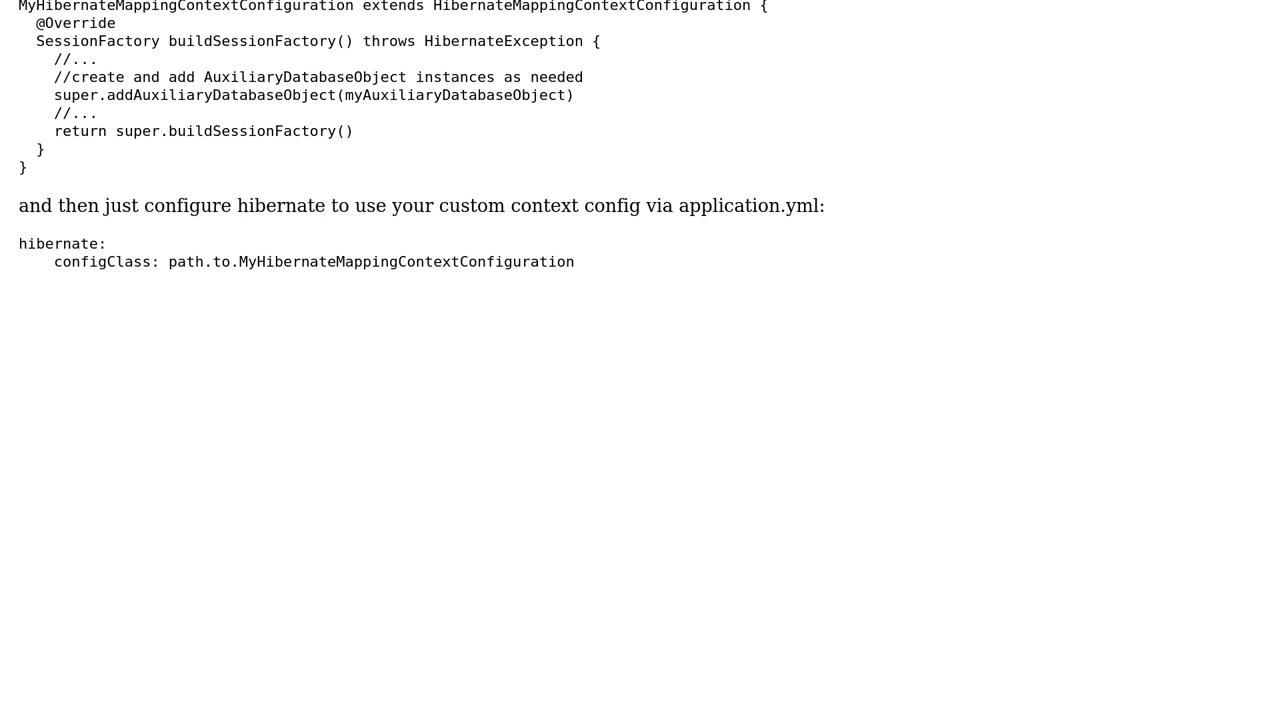 MyHibernateMappingContextConfiguration extends HibernateMappingContextConfiguration {
  @Override
  SessionFactory buildSessionFactory() throws HibernateException {
    //...
    //create and add AuxiliaryDatabaseObject instances as needed
    super.addAuxiliaryDatabaseObject(myAuxiliaryDatabaseObject)
    //...
    return super.buildSessionFactory()
  }
}
and then just configure hibernate to use your custom context config via application.yml:
hibernate:
    configClass: path.to.MyHibernateMappingContextConfiguration